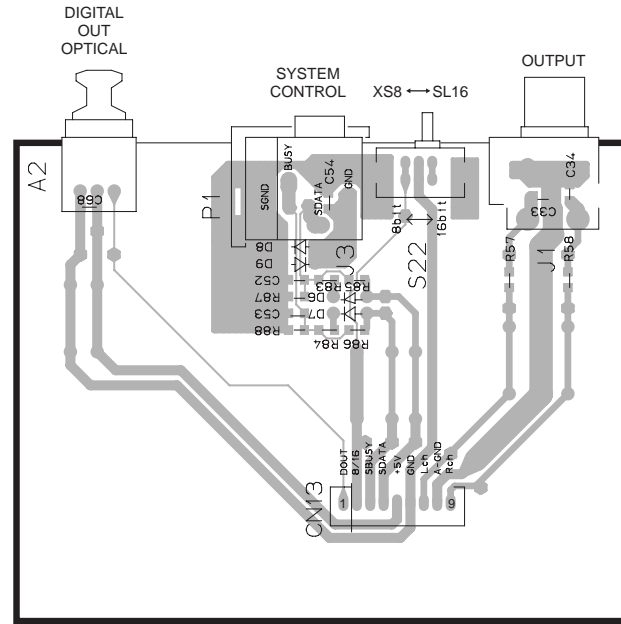 DIGITAL
OUT
OPTICAL
SYSTEM
CONTROL
XS8 ↔ SL16
OUTPUT
A2
C68
P1
BUSY
SGND
SDATA
C54
GND
8bit
16bit
S22
C34
C33
J1
R57
R58
J3
D8
D9
C52
R83
R85
R87
D6
C53
D7
R88
R84
R86
DOUT
8/16
SBUSY
SDATA
+5V
GND
Lch
A-GND
Rch
CN13
1
9